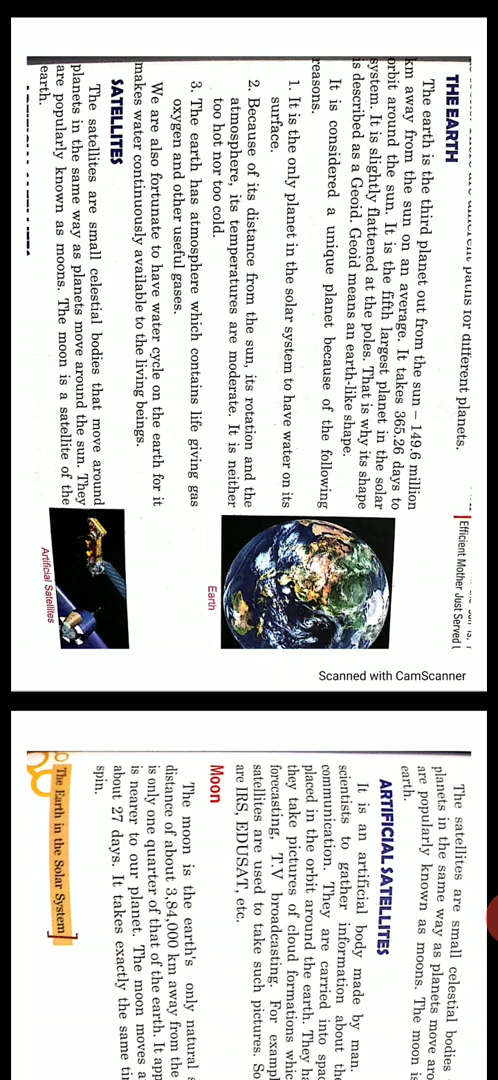 different paths for different planets.
THE EARTH
The earth is the third planet out from the sun – 149.6 million
km away from the sun on an average. It takes 365.26 days to
orbit around the sun. It is the fifth largest planet in the solar
system. It is slightly flattened at the poles. That is why its shape
is described as a Geoid. Geoid means an earth-like shape.
It is considered a unique planet because of the following
reasons.
1. It is the only planet in the solar system to have water on its
surface.
2. Because of its distance from the sun, its rotation and the
atmosphere, its temperatures are moderate. It is neither
too hot nor too cold.
3. The earth has atmosphere which contains life giving gas
oxygen and other useful gases.
We are also fortunate to have water cycle on the earth for it
makes water continuously available to the living beings.
SATELLITES
The satellites are small celestial bodies that move around
planets in the same way as planets move around the sun. They
are popularly known as moons. The moon is a satellite of the
earth.
Efficient Mother Just Served
Earth
Artificial Satellites
Scanned with CamScanner
The satellites are small celestial bodies
planets in the same way as planets move
are popularly known as moons. The moon
earth.
ARTIFICIAL SATELLITES
It is an artificial body made by man.
scientists to gather information about
communication. They are carried into
placed in the orbit around the earth. They
they take pictures of cloud formations
forecasting, T.V broadcasting. For
satellites are used to take such pictures. So
are IRS, EDUSAT, etc.
Moon
The moon is the earth's only natural
distance of about 3,84,000 km away from the
is only one quarter of that of the earth. It
is nearer to our planet. The moon moves
about 27 days. It takes exactly the same
spin.
The Earth in the Solar System